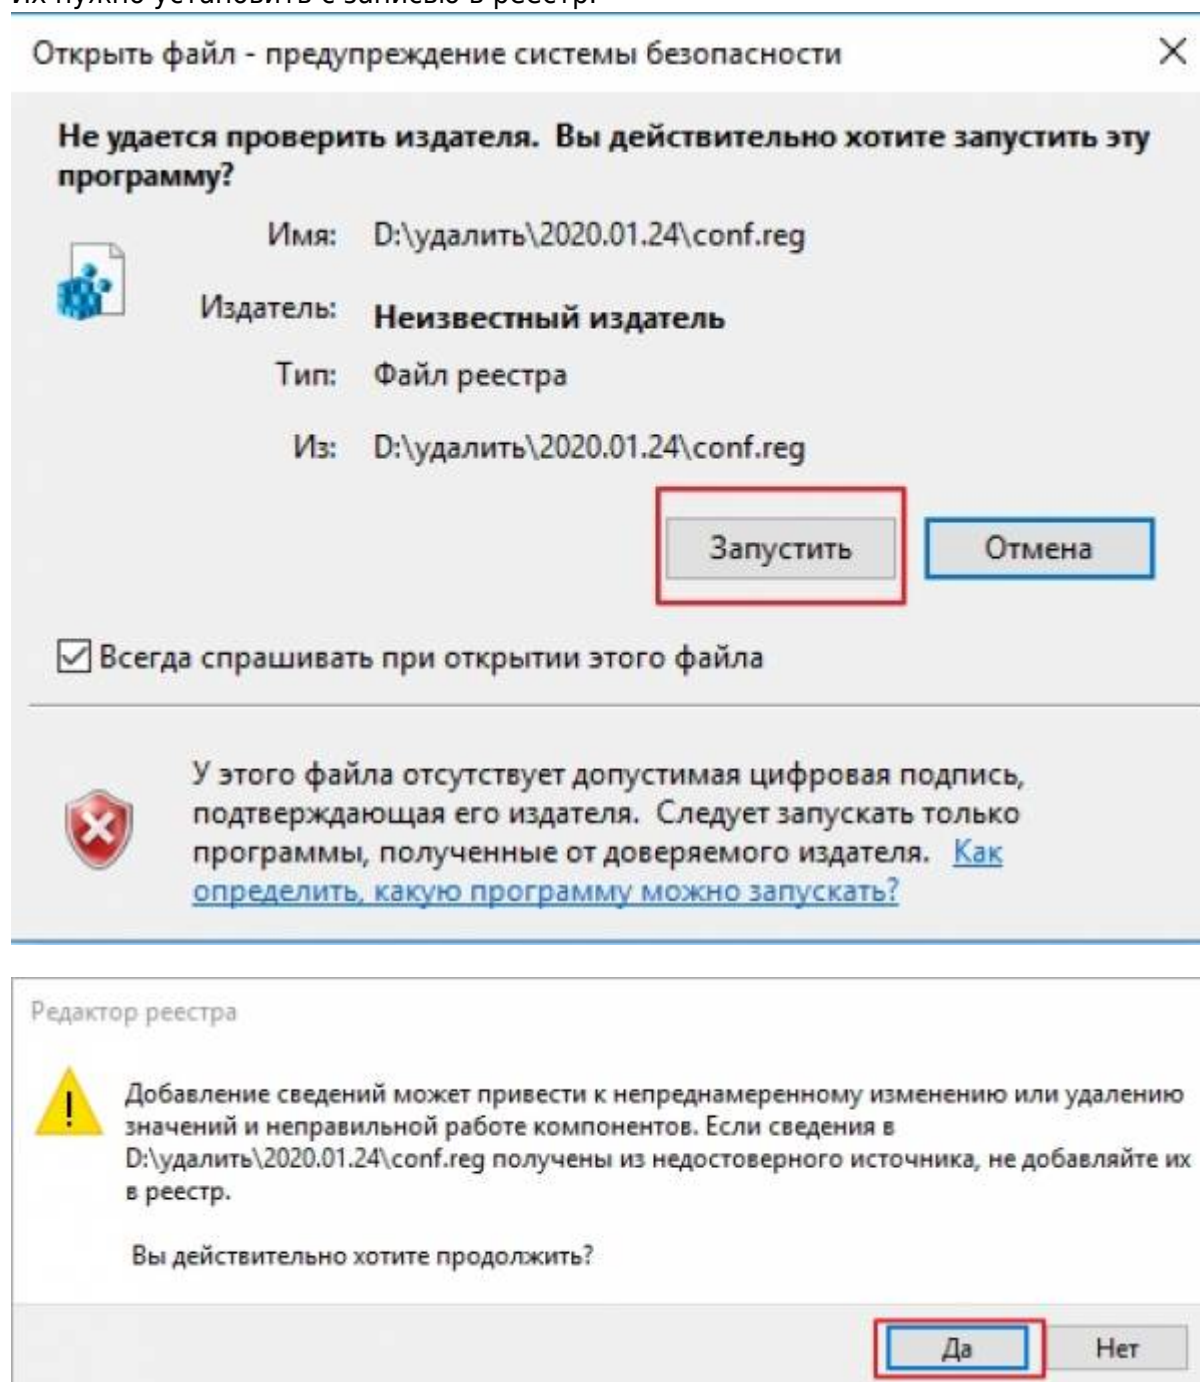 Их нужно установить с записью в реестр.
Открыть файл - предупреждение системы безопасности
Не удается проверить издателя. Вы действительно хотите запустить эту
программу?
Имя: D:\удалить\2020.01.24\conf.reg
Издатель: Неизвестный издатель
Тип: Файл реестра
Из: D:\удалить\2020.01.24\conf.reg
Запустить Отмена
Всегда спрашивать при открытии этого файла
У этого файла отсутствует допустимая цифровая подпись,
подтверждающая его издателя. Следует запускать только
программы, полученные от доверяемого издателя. Как
определить, какую программу можно запускать?
Редактор реестра
Добавление сведений может привести к непреднамеренному изменению или удалению
значений и неправильной работе компонентов. Если сведения в
D:\удалить\2020.01.24\conf.reg получены из недостоверного источника, не добавляйте их
в реестр.
Вы действительно хотите продолжить?
Да Нет